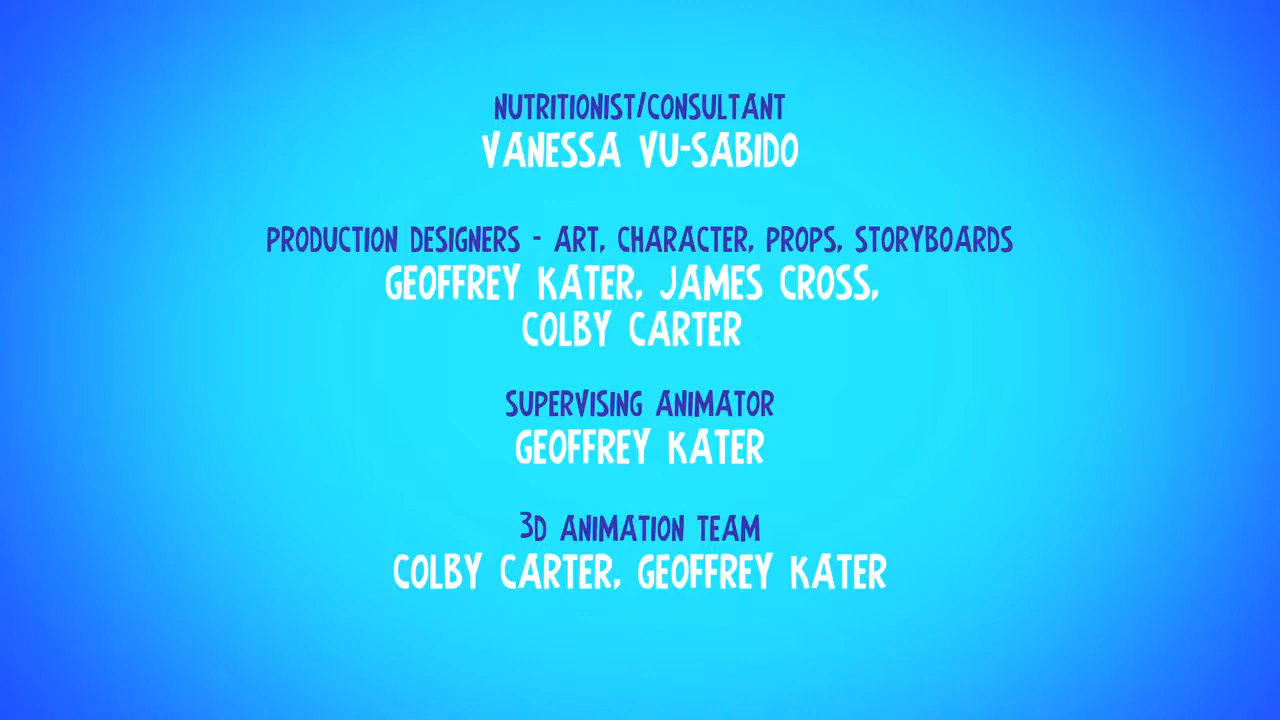 NUTRITIONIST/CONSULTANT
VANESSA VU-SABIDO
PRODUCTION DESIGNERS - ART, CHARACTER, PROPS, STORYBOARDS
GEOFFREY KATER, JAMES CROSS,
COLBY CARTER
SUPERVISING ANIMATOR
GEOFFREY KATER
3D ANIMATION TEAM
COLBY CARTER, GEOFFREY KATER